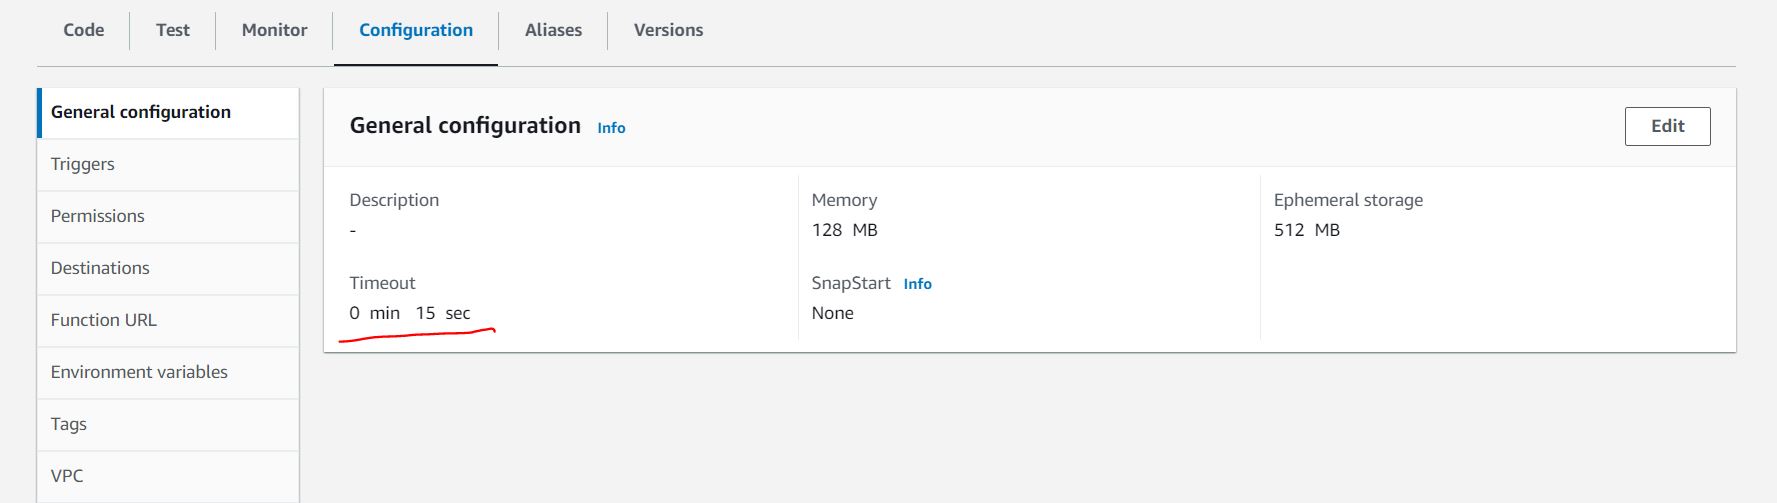 Code Test Monitor Configuration Aliases Versions
General configuration
Triggers
Permissions
Destinations
Function URL
Environment variables
Tags
VPC
General configuration Info
Edit
Description
-
Memory
128 MB
Ephemeral storage
512 MB
Timeout
0 min 15 sec
SnapStart Info
None